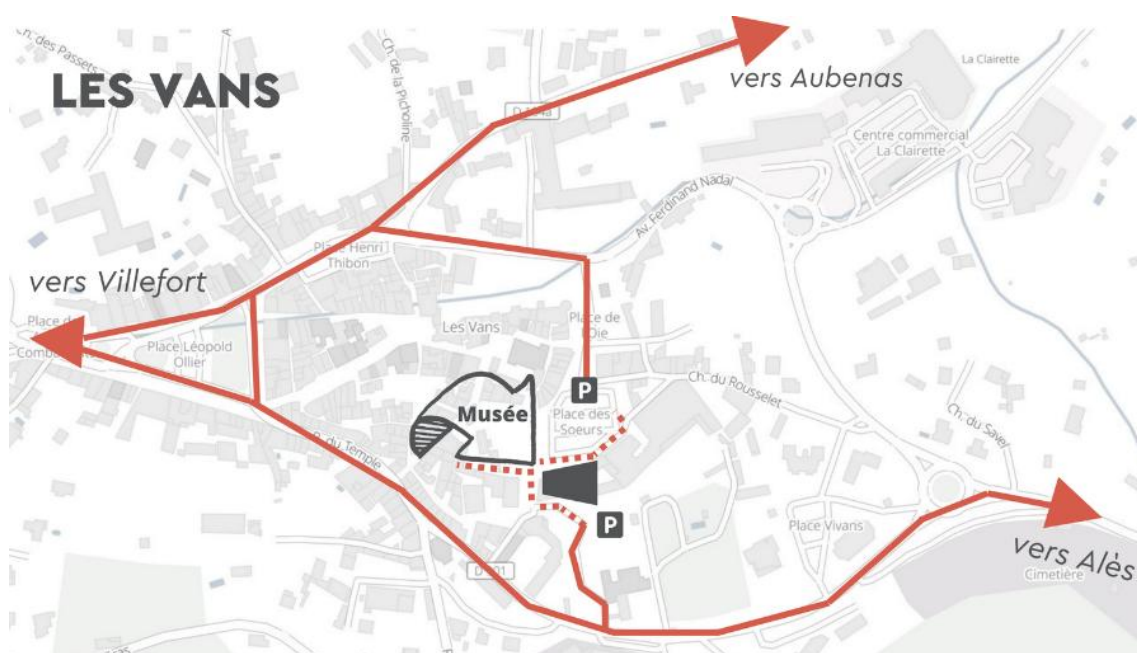 Ch. des Passets
LES VANS
Ch. de la Picholine
vers Aubenas
La Clairette
Centre commercial
La Clairette
Av. Ferdinand Nadal
Place Henri
Thibon
vers Villefort
Place Léopold
Ollier
Les Vans
Place de
l'Oie
P
Ch. du Rousselet
Musée
Place des
Soeurs
Ch. du Savel
R. du Temple
P
Place Vivans
vers Alès
Cimetière